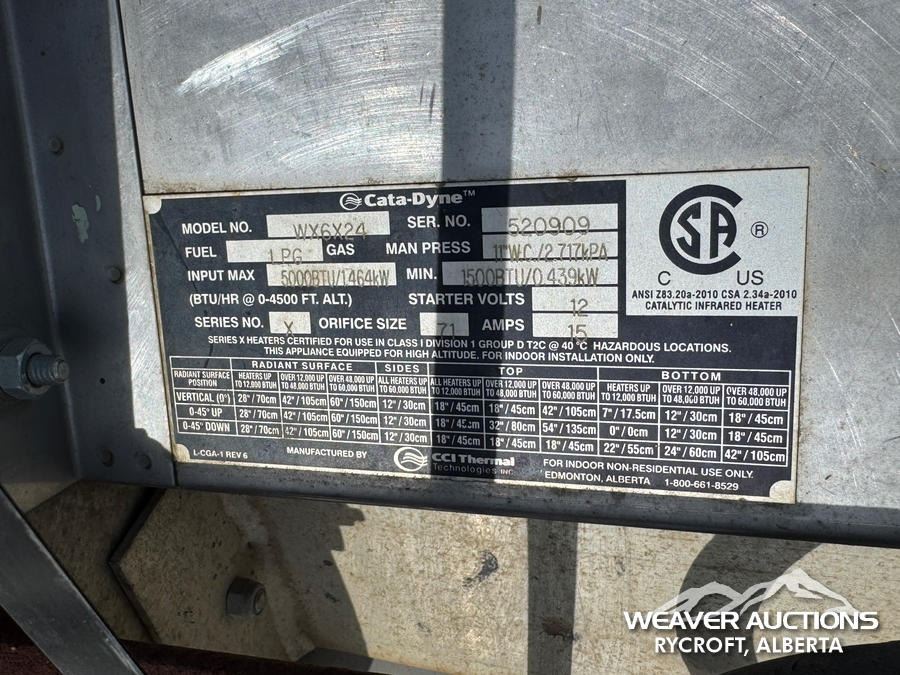 Cata-Dyne™
MODEL NO. WX6X24 SER. NO. 520909
FUEL LPG GAS MAN PRESS 11"W.C./2.717kPA
INPUT MAX 5000BTU/1.464kW MIN. 1500BTU/0.439kW
(BTU/HR @ 0-4500 FT. ALT.) STARTER VOLTS 12
SERIES NO. X ORIFICE SIZE 71 AMPS 15
SERIES X HEATERS CERTIFIED FOR USE IN CLASS I DIVISION 1 GROUP D T2C @ 40°C HAZARDOUS LOCATIONS.
THIS APPLIANCE EQUIPPED FOR HIGH ALTITUDE. FOR INDOOR INSTALLATION ONLY.
CSA ®
C US
ANSI Z83.20a-2010 CSA 2.34a-2010
CATALYTIC INFRARED HEATER
RADIANT SURFACE SIDES TOP BOTTOM
RADIANT SURFACE POSITION ALL HEATERS UP TO 12,000 BTUH OVER 12,000 UP TO 48,000 BTUH OVER 48,000 UP TO 60,000 BTUH ALL HEATERS UP TO 60,000 BTUH ALL HEATERS UP TO 12,000 BTUH OVER 12,000 UP TO 48,000 BTUH OVER 48,000 UP TO 60,000 BTUH ALL HEATERS UP TO 12,000 BTUH OVER 12,000 UP TO 48,000 BTUH OVER 48,000 UP TO 60,000 BTUH
VERTICAL (0°) 28"/70cm 42"/105cm 60"/150cm 12"/30cm 18"/45cm 18"/45cm 42"/105cm 7"/17.5cm 12"/30cm 18"/45cm
0-45° UP 28"/70cm 42"/105cm 60"/150cm 12"/30cm 18"/45cm 32"/80cm 54"/135cm 0"/0cm 12"/30cm 18"/45cm
0-45° DOWN 28"/70cm 42"/105cm 60"/150cm 12"/30cm 18"/45cm 18"/45cm 18"/45cm 22"/55cm 24"/60cm 42"/105cm
L-CGA-1 REV 6 MANUFACTURED BY CCI Thermal Technologies INC.
FOR INDOOR NON-RESIDENTIAL USE ONLY.
EDMONTON, ALBERTA 1-800-661-8529
WEAVER AUCTIONS
RYCROFT, ALBERTA